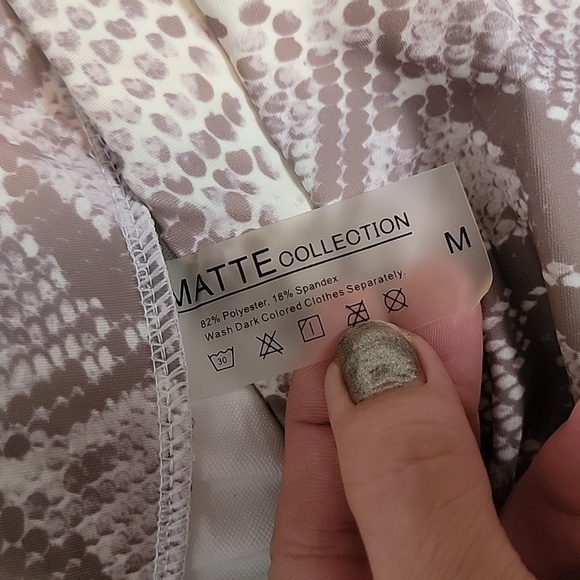 MATTE COLLECTION
M
82% Polyester, 18% Spandex
Wash Dark Colored Clothes Separately.
30